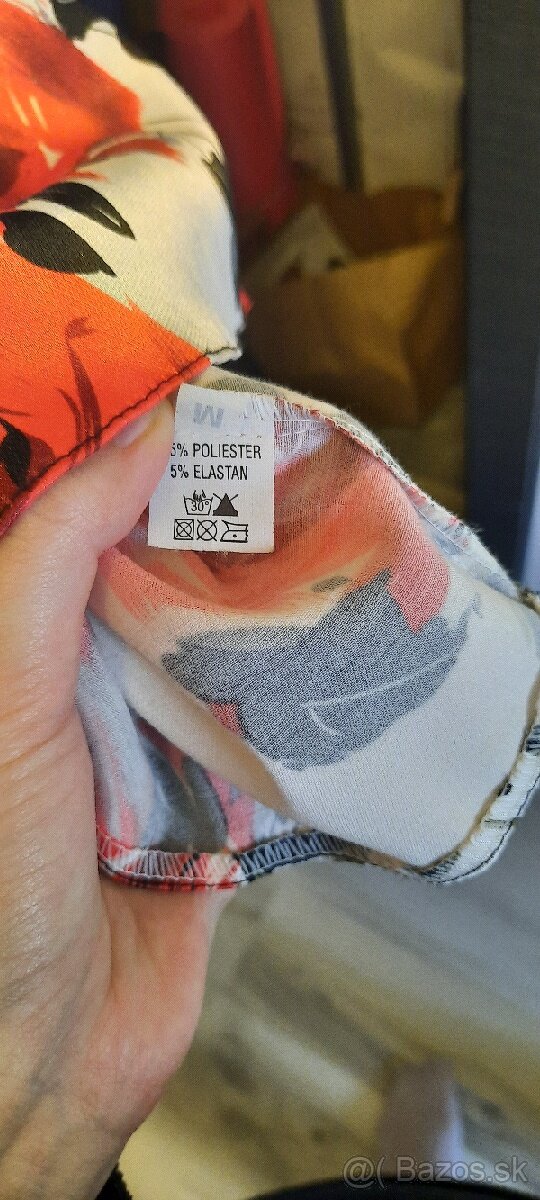 M
5% POLIESTER
5% ELASTAN
30°
@( Bazos.sk